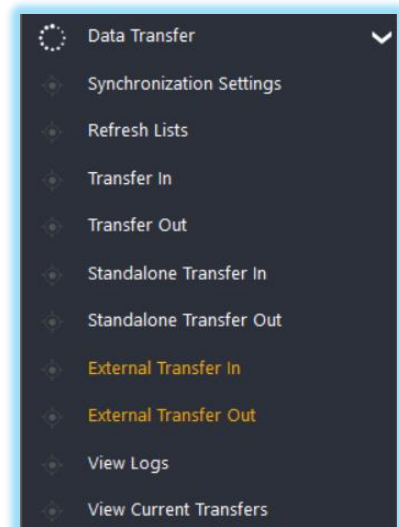 Data Transfer
Synchronization Settings
Refresh Lists
Transfer In
Transfer Out
Standalone Transfer In
Standalone Transfer Out
External Transfer In
External Transfer Out
View Logs
View Current Transfers